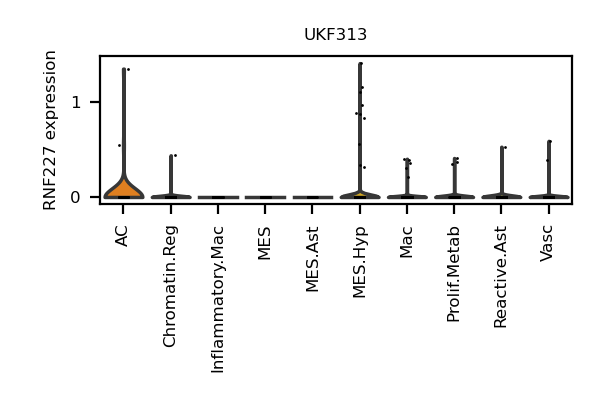 UKF313
RNF227 expression
1
0
AC
Chromatin.Reg
Inflammatory.Mac
MES
MES.Ast
MES.Hyp
Mac
Prolif.Metab
Reactive.Ast
Vasc